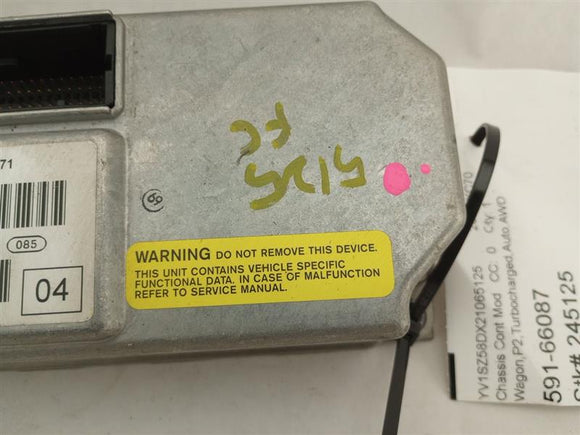 71
085
04
69
5125
WARNING DO NOT REMOVE THIS DEVICE.
THIS UNIT CONTAINS VEHICLE SPECIFIC
FUNCTIONAL DATA. IN CASE OF MALFUNCTION
REFER TO SERVICE MANUAL.
YV1SZ58DX21065125
Chassis Cont Mod CC: 0 Cty: 1
Wagon,P2,Turbocharged,Auto AWD
591-66087
Stk# 245125